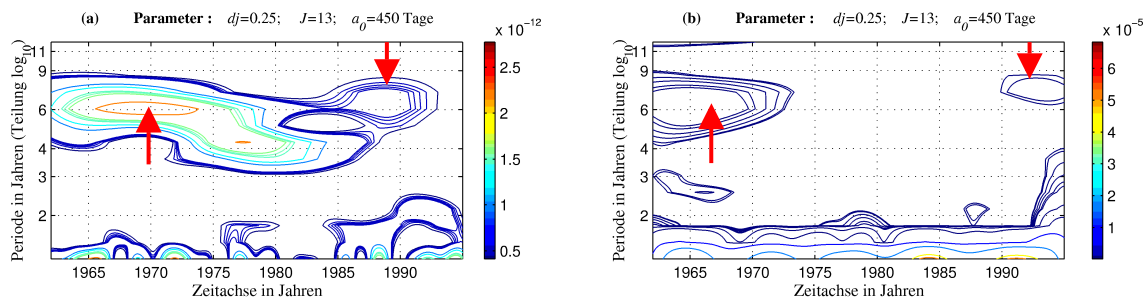 (a) Parameter : dj=0.25; J=13; a0=450 Tage
x 10−12
11
9
6
4
3
2
Periode in Jahren (Teilung log10)
1965 1970 1975 1980 1985 1990
Zeitachse in Jahren
2.5
2
1.5
1
0.5
(b) Parameter : dj=0.25; J=13; a0=450 Tage
x 10−5
11
9
6
4
3
2
Periode in Jahren (Teilung log10)
1965 1970 1975 1980 1985 1990
Zeitachse in Jahren
6
5
4
3
2
1